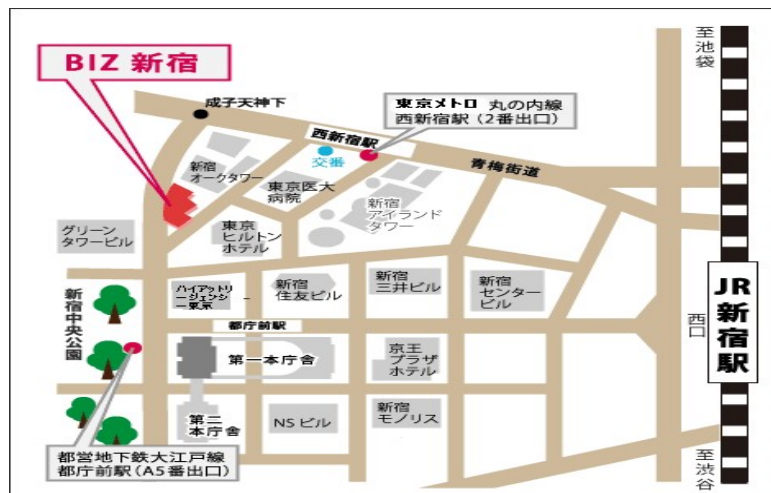 至池袋
BIZ 新宿
成子天神下
東京メトロ 丸の内線
西新宿駅(2番出口)
西新宿駅
交番
青梅街道
新宿
オークタワー
東京医大
病院
新宿
アイランド
タワー
グリーン
タワービル
東京
ヒルトン
ホテル
ハイアットリ
ージェンシ
ー東京
新宿
住友ビル
新宿
三井ビル
新宿
センター
ビル
JR新宿駅
西口
新宿中央公園
都庁前駅
第一本庁舎
京王
プラザ
ホテル
第二
本庁舎
NSビル
新宿
モノリス
都営地下鉄大江戸線
都庁前駅(A5番出口)
至渋谷